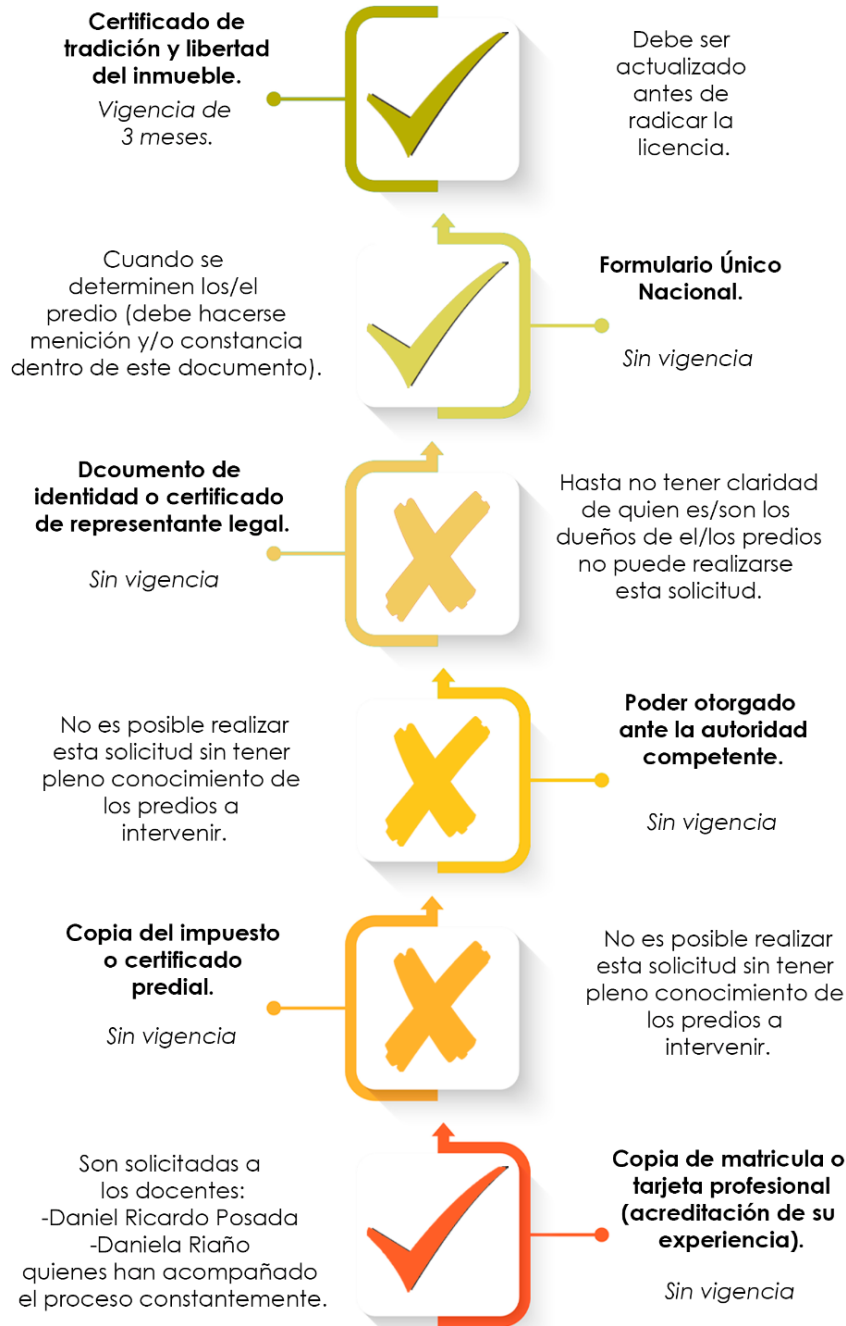 Certificado de
tradición y libertad
del inmueble.
Vigencia de
3 meses.
Debe ser
actualizado
antes de
radicar la
licencia.
Cuando se
determinen los/el
predio (debe hacerse
menición y/o constancia
dentro de este documento).
Formulario Único
Nacional.
Sin vigencia
Dcoumento de
identidad o certificado
de representante legal.
Sin vigencia
Hasta no tener claridad
de quien es/son los
dueños de el/los predios
no puede realizarse
esta solicitud.
No es posible realizar
esta solicitud sin tener
pleno conocimiento de
los predios a
intervenir.
Poder otorgado
ante la autoridad
competente.
Sin vigencia
Copia del impuesto
o certificado
predial.
Sin vigencia
No es posible realizar
esta solicitud sin tener
pleno conocimiento de
los predios a
intervenir.
Son solicitadas a
los docentes:
-Daniel Ricardo Posada
-Daniela Riaño
quienes han acompañado
el proceso constantemente.
Copia de matricula o
tarjeta profesional
(acreditación de su
experiencia).
Sin vigencia